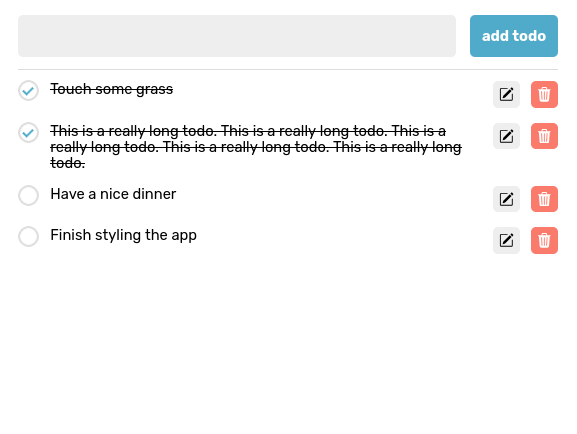 add todo
Touch some grass
This is a really long todo. This is a really long todo. This is a
really long todo. This is a really long todo. This is a really long
todo.
Have a nice dinner
Finish styling the app